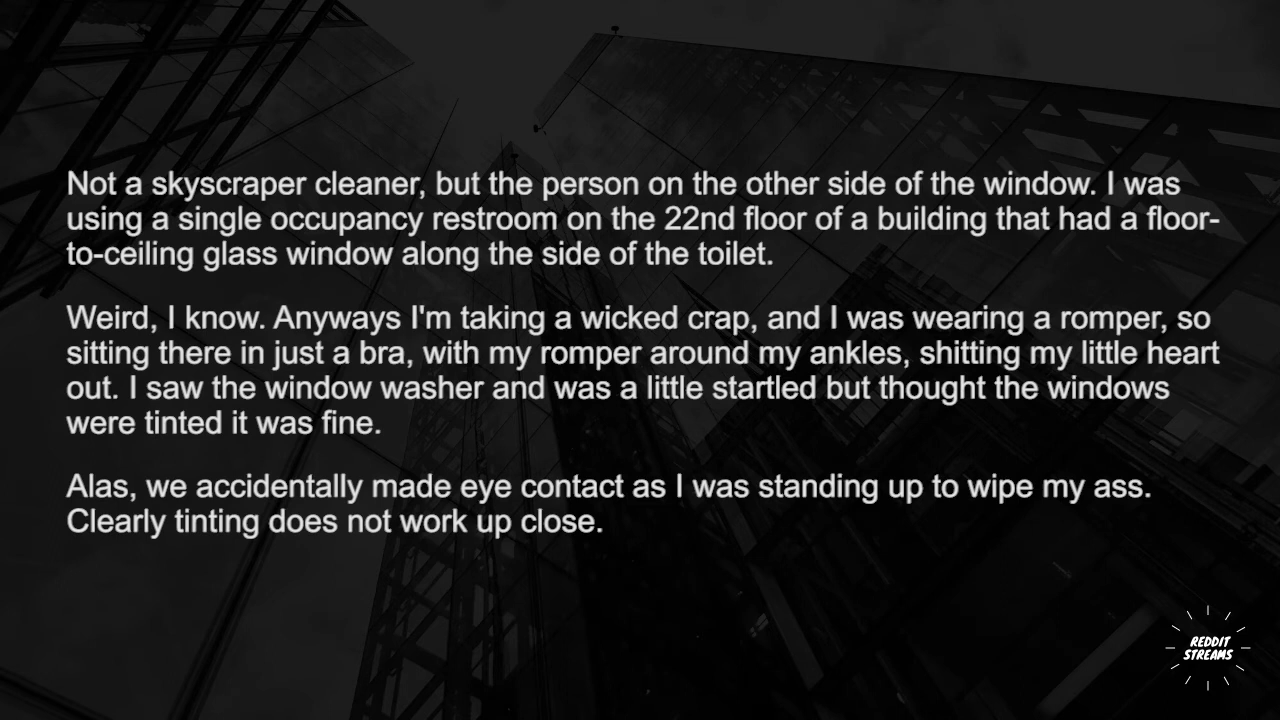 Not a skyscraper cleaner, but the person on the other side of the window. I was
using a single occupancy restroom on the 22nd floor of a building that had a floor-
to-ceiling glass window along the side of the toilet.
Weird, I know. Anyways I'm taking a wicked crap, and I was wearing a romper, so
sitting there in just a bra, with my romper around my ankles, shitting my little heart
out. I saw the window washer and was a little startled but thought the windows
were tinted it was fine.
Alas, we accidentally made eye contact as I was standing up to wipe my ass.
Clearly tinting does not work up close.
REDDIT
STREAMS